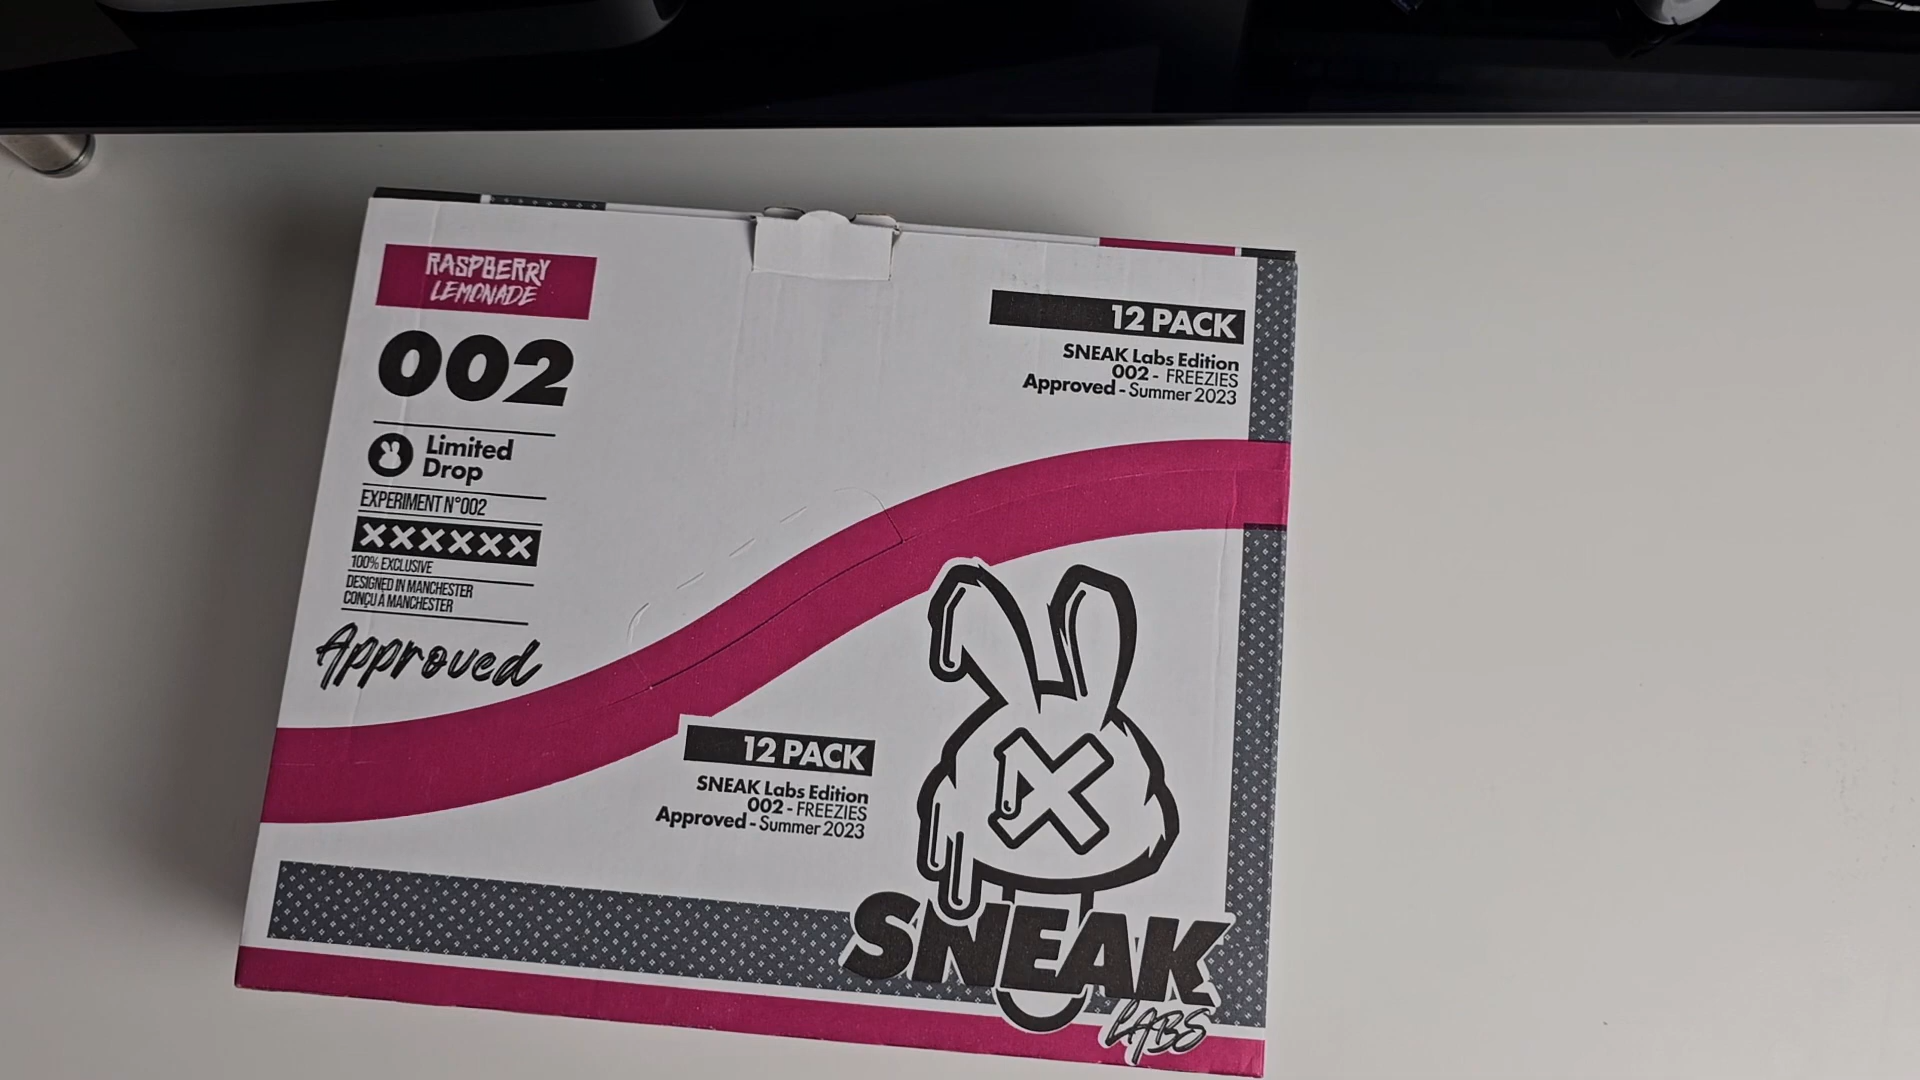 RASPBERRY
LEMONADE
002
Limited
Drop
EXPERIMENT N°002
XXXXXX
100% EXCLUSIVE
DESIGNED IN MANCHESTER
CONÇU À MANCHESTER
Approved
12 PACK
SNEAK Labs Edition
002 - FREEZIES
Approved - Summer 2023
12 PACK
SNEAK Labs Edition
002 - FREEZIES
Approved - Summer 2023
X
SNEAK
LABS